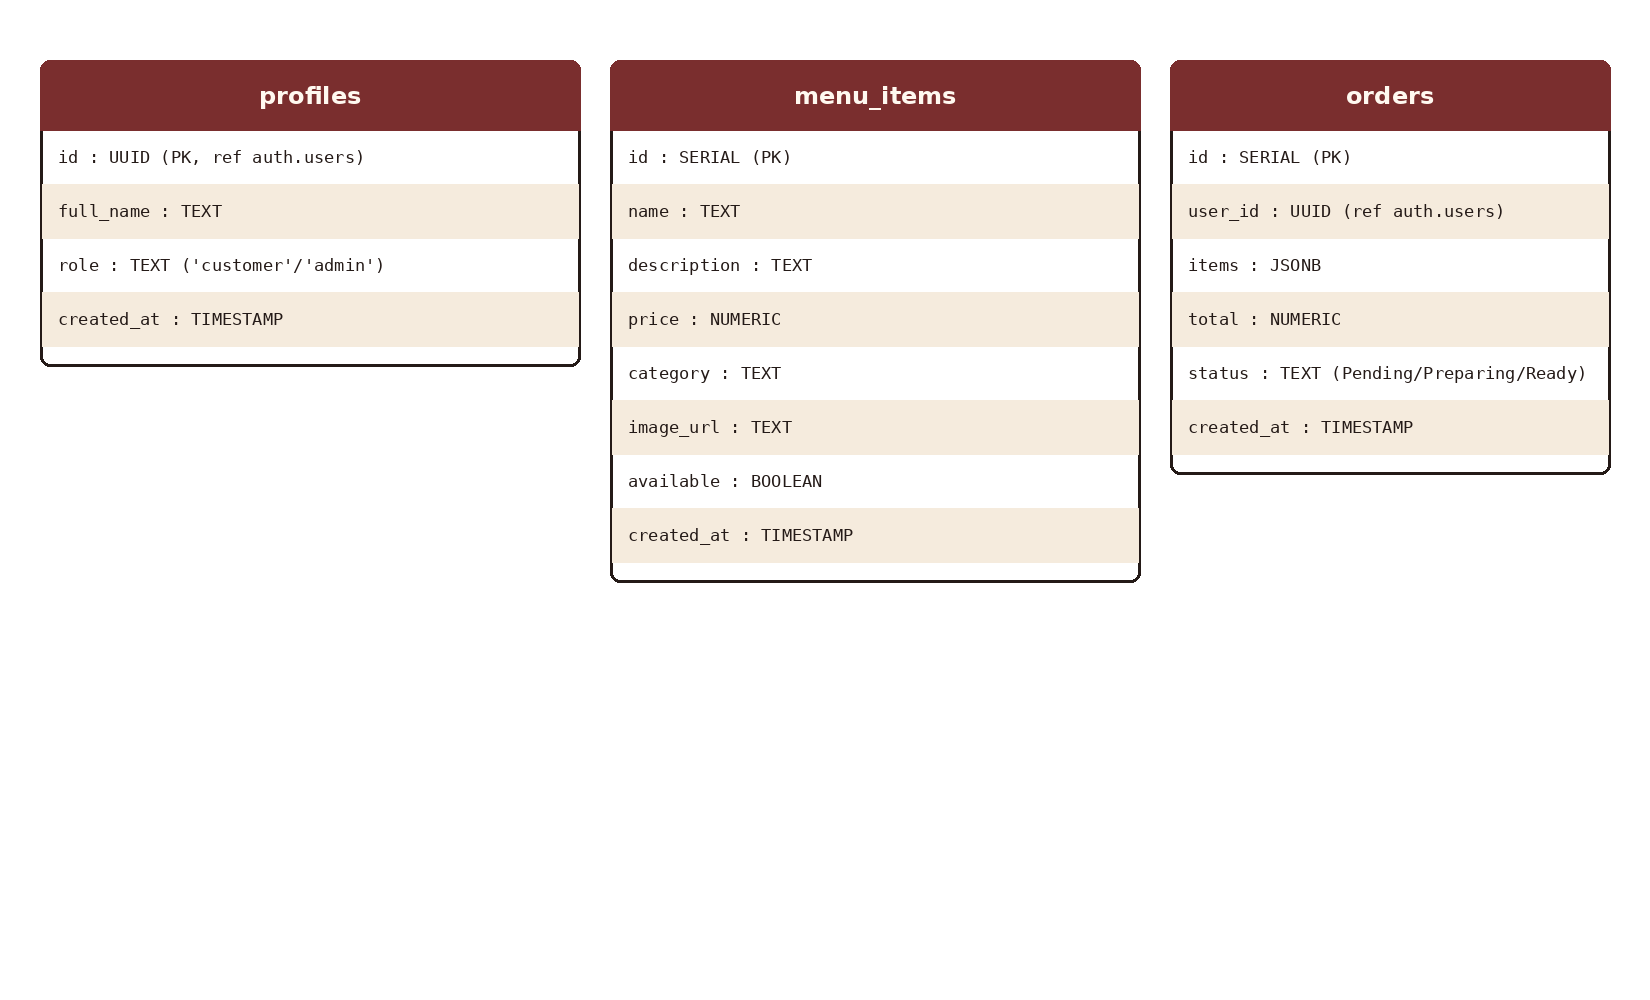 profiles
id : UUID (PK, ref auth.users)
full_name : TEXT
role : TEXT ('customer'/'admin')
created_at : TIMESTAMP
menu_items
id : SERIAL (PK)
name : TEXT
description : TEXT
price : NUMERIC
category : TEXT
image_url : TEXT
available : BOOLEAN
created_at : TIMESTAMP
orders
id : SERIAL (PK)
user_id : UUID (ref auth.users)
items : JSONB
total : NUMERIC
status : TEXT (Pending/Preparing/Ready)
created_at : TIMESTAMP